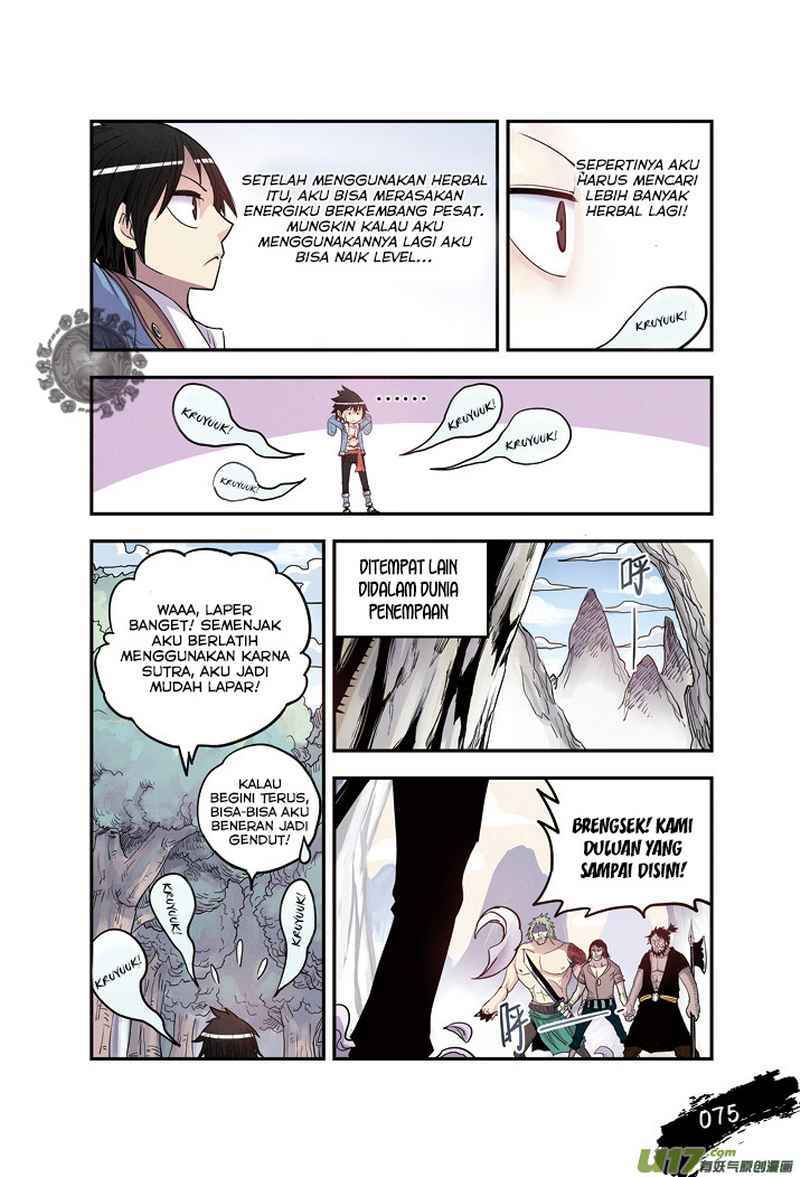 SETELAH MENGGUNAKAN HERBAL
ITU, AKU BISA MERASAKAN
ENERGIKU BERKEMBANG PESAT.
MUNGKIN KALAU AKU
MENGGUNAKANNYA LAGI AKU
BISA NAIK LEVEL...
SEPERTINYA AKU
HARUS MENCARI
LEBIH BANYAK
HERBAL LAGI!
KRUYUUK!
KRUYUUK!
KRUYUUK!
......
KRUYUUK!
KRUYUUK!
WAAA, LAPER
BANGET! SEMENJAK
AKU BERLATIH
MENGGUNAKAN KARNA
SUTRA, AKU JADI
MUDAH LAPAR!
KALAU
BEGINI TERUS,
BISA-BISA AKU
BENERAN JADI
GENDUT!
KRUYUUK!
KRUYUUK!
KRUYUUK!
DITEMPAT LAIN
DIDALAM DUNIA
PENEMPAAN
呼
BRENGSEK! KAMI
DULUAN YANG
SAMPAI DISINI!
呼
075
U17.com
有妖气原创漫画